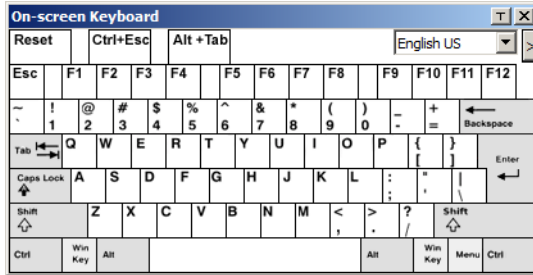 On-screen Keyboard
Reset Ctrl+Esc Alt +Tab English US >
Esc F1 F2 F3 F4 F5 F6 F7 F8 F9 F10 F11 F12
~ ! @ # $ % ^ & * ( ) _ +
` 1 2 3 4 5 6 7 8 9 0 - = Backspace
Tab Q W E R T Y U I O P { }
[ ] Enter
Caps Lock A S D F G H J K L : " |
; ' \
Shift Z X C V B N M < > ? Shift
, . /
Ctrl Win Key Alt Alt Win Key Menu Ctrl